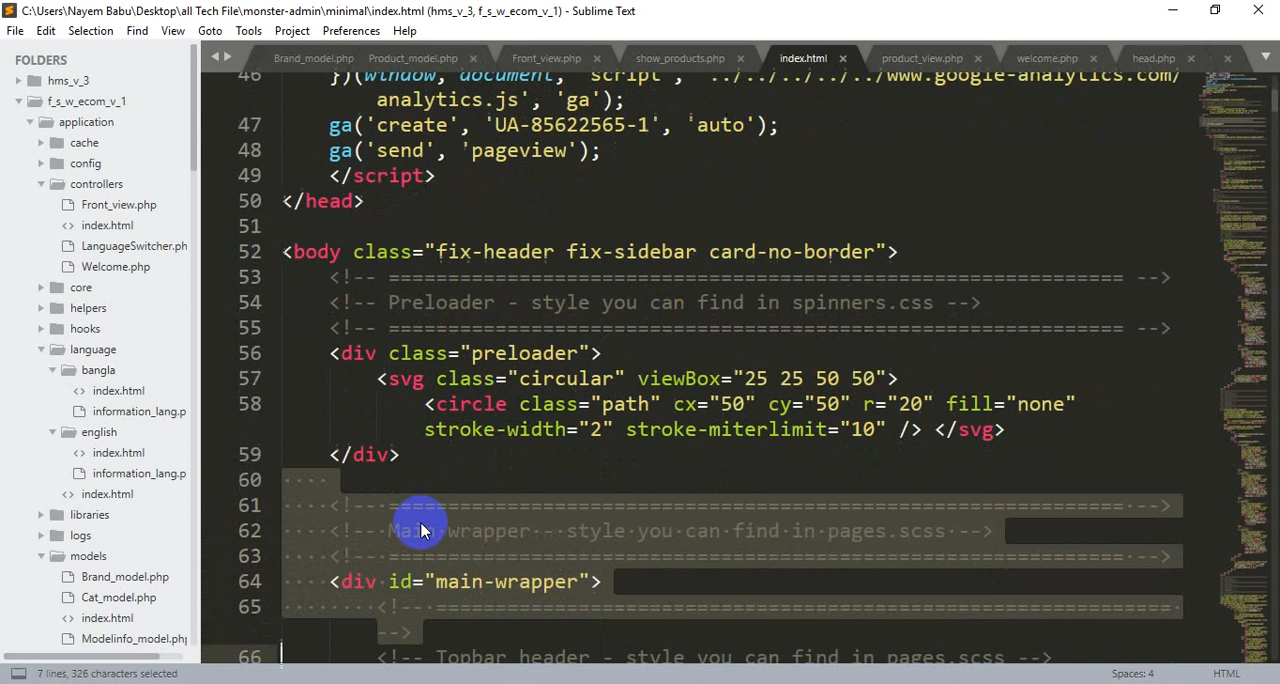 C:\Users\Nayem Babu\Desktop\all Tech File\monster-admin\minimal\index.html (hms_v_3, f_s_w_ecom_v_1) - Sublime Text
File Edit Selection Find View Goto Tools Project Preferences Help
FOLDERS
hms_v_3
f_s_w_ecom_v_1
application
cache
config
controllers
Front_view.php
index.html
LanguageSwitcher.ph
Welcome.php
core
helpers
hooks
language
bangla
index.html
information_lang.p
english
index.html
information_lang.p
index.html
libraries
logs
models
Brand_model.php
Cat_model.php
index.html
Modelinfo_model.php
Brand_model.php Product_model.php Front_view.php show_products.php index.html product_view.php welcome.php head.php
46 })(window, document, 'script', '../../../../../www.google-analytics.com/
analytics.js', 'ga');
47 ga('create', 'UA-85622565-1', 'auto');
48 ga('send', 'pageview');
49 </script>
50 </head>
51
52 <body class="fix-header fix-sidebar card-no-border">
53 <!-- ============================================================== -->
54 <!-- Preloader - style you can find in spinners.css -->
55 <!-- ============================================================== -->
56 <div class="preloader">
57 <svg class="circular" viewBox="25 25 50 50">
58 <circle class="path" cx="50" cy="50" r="20" fill="none"
stroke-width="2" stroke-miterlimit="10" /> </svg>
59 </div>
60
61 <!-- ============================================================== -->
62 <!-- Main wrapper - style you can find in pages.scss -->
63 <!-- ============================================================== -->
64 <div id="main-wrapper">
65 <!-- ==============================================================
-->
66 <!-- Topbar header - style you can find in pages.scss -->
7 lines, 326 characters selected
Spaces: 4
HTML